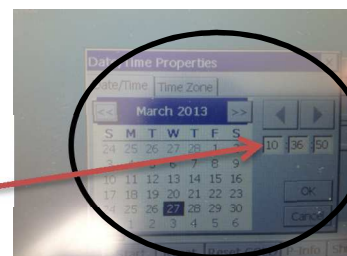 Date/Time Properties
Date/Time Time Zone
<< March 2013 >>
S M T W T F S
24 25 26 27 28 1 2
3 4 5 6 7 8 9
10 11 12 13 14 15 16
17 18 19 20 21 22 23
24 25 26 27 28 29 30
1 2 3 4 5 6
10 : 36 : 50
OK
Cancel
Reset
info